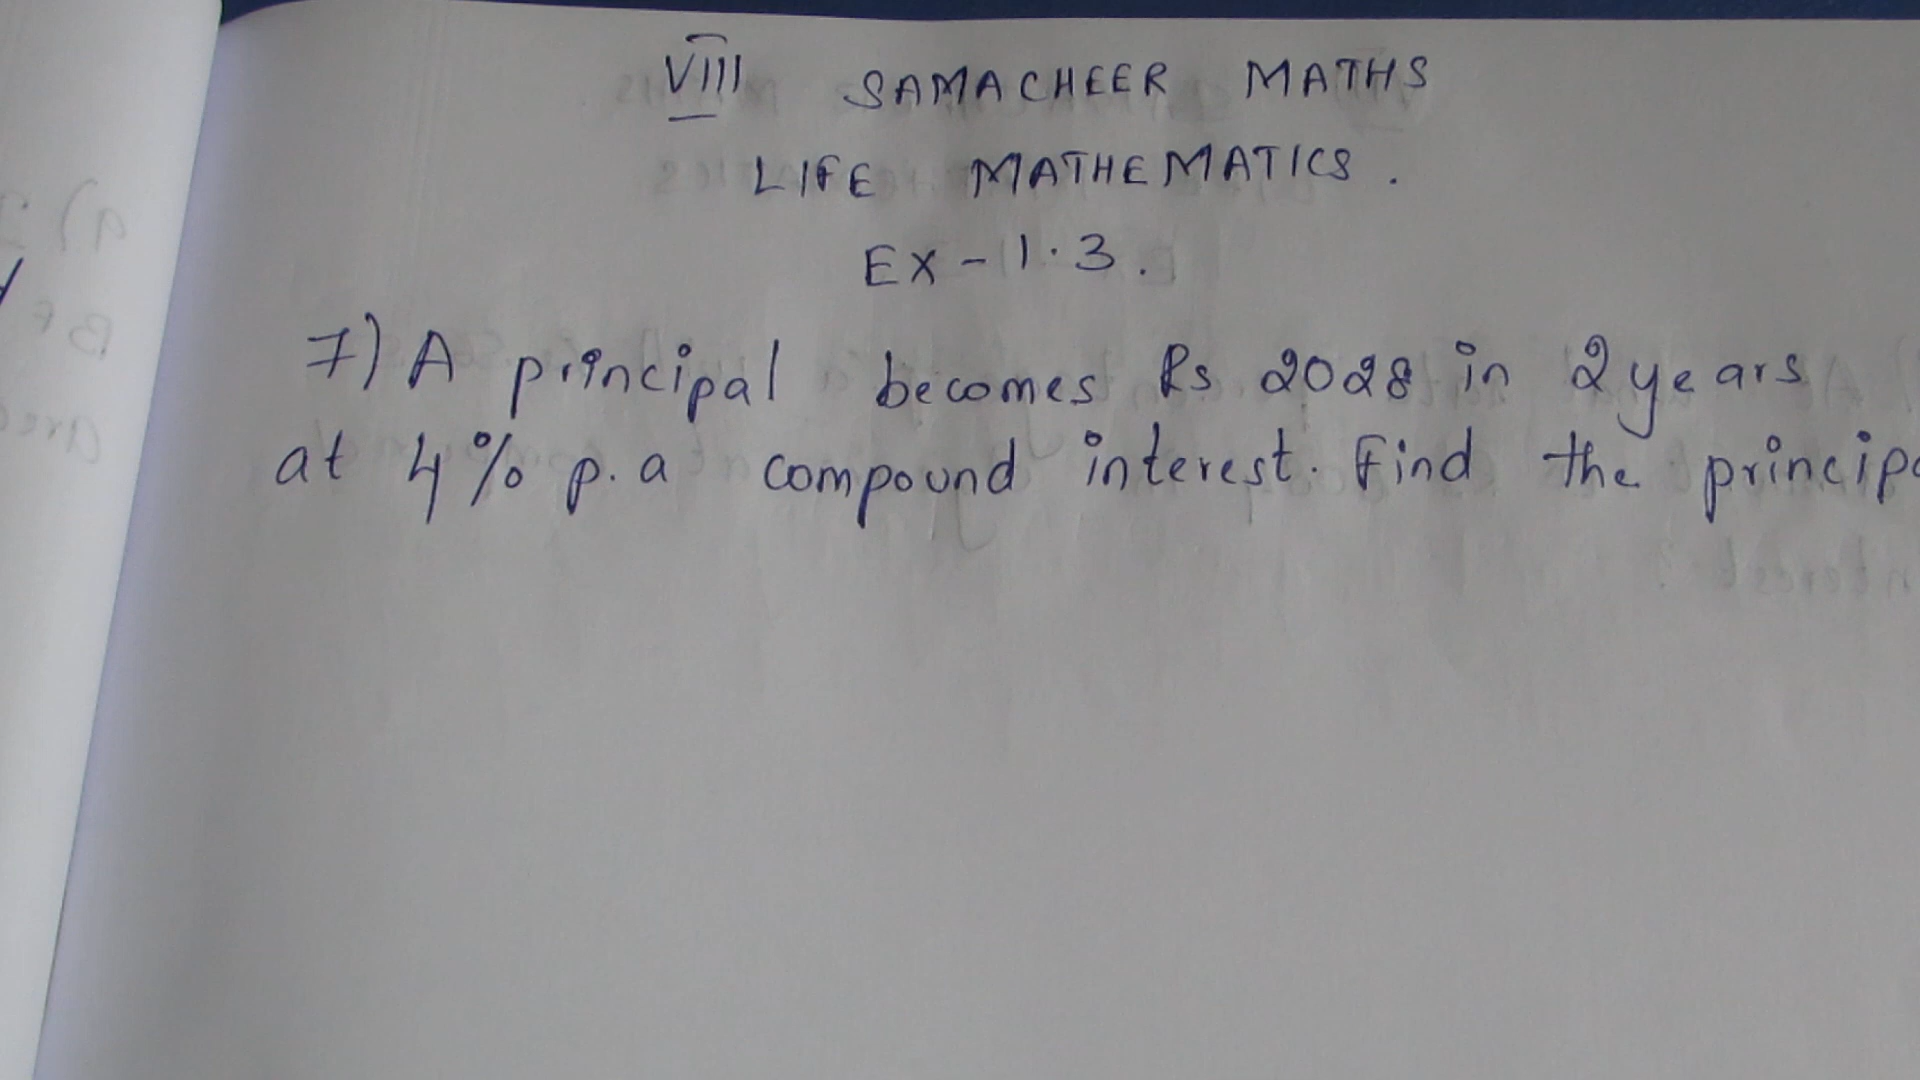 VIII SAMACHEER MATHS
LIFE MATHEMATICS.
EX - 1.3.
7) A principal becomes Rs 2028 in 2 years
at 4% p.a compound interest. Find the principa